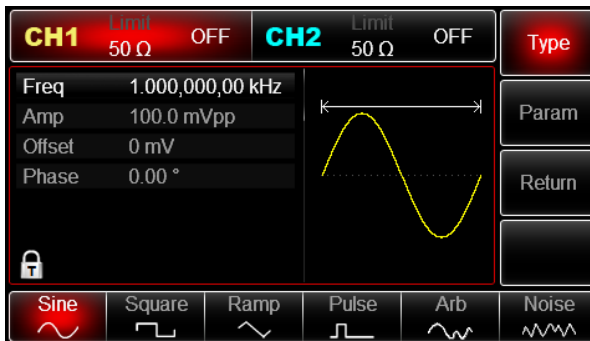 CH1 Limit 50 Ω OFF CH2 Limit 50 Ω OFF
Type
Freq 1.000,000,00 kHz
Amp 100.0 mVpp
Offset 0 mV
Phase 0.00 °
T
Param
Return
Sine Square Ramp Pulse Arb Noise